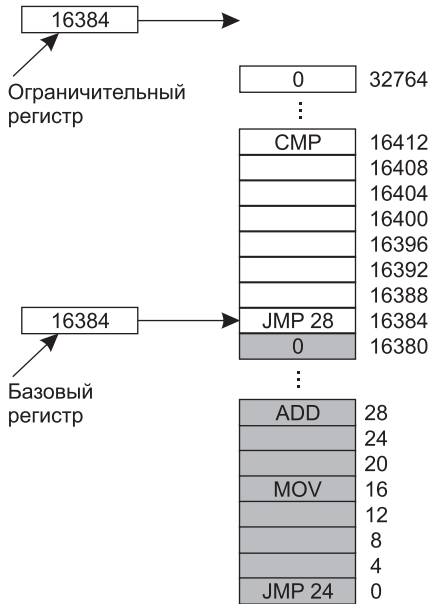 16384
Ограничительный
регистр
0 32764
⋮
CMP 16412
16408
16404
16400
16396
16392
16388
16384 JMP 28 16384
0 16380
Базовый
регистр
⋮
ADD 28
24
20
MOV 16
12
8
4
JMP 24 0